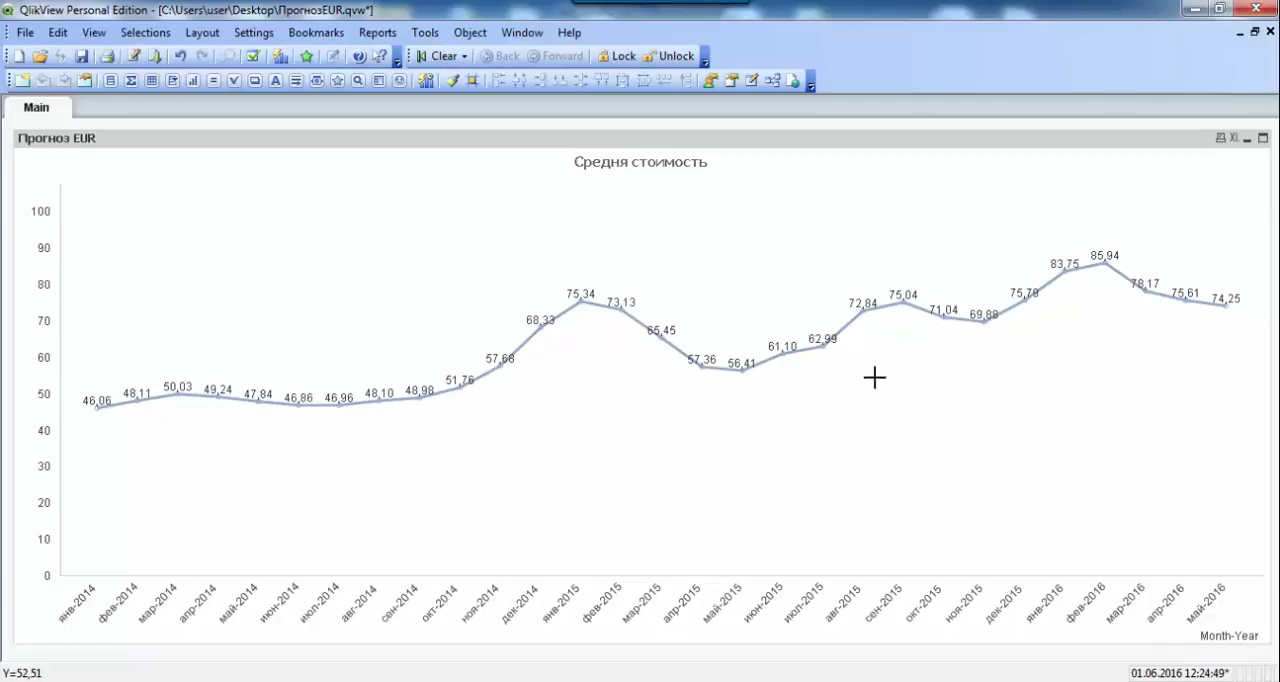 QlikView Personal Edition - [C:\Users\user\Desktop\ПрогнозEUR.qvw*]
File Edit View Selections Layout Settings Bookmarks Reports Tools Object Window Help
Clear Back Forward Lock Unlock
Main
Прогноз EUR
XL
Средня стоимость
100
90
80
70
60
50
40
30
20
10
0
46,06 48,11 50,03 49,24 47,84 46,86 46,96 48,10 48,98 51,76 57,68 68,33 75,34 73,13 65,45 57,36 56,41 61,10 62,99 72,84 75,04 71,04 69,88 75,79 83,75 85,94 78,17 75,61 74,25
янв-2014 фев-2014 мар-2014 апр-2014 май-2014 июн-2014 июл-2014 авг-2014 сен-2014 окт-2014 ноя-2014 дек-2014 янв-2015 фев-2015 мар-2015 апр-2015 май-2015 июн-2015 июл-2015 авг-2015 сен-2015 окт-2015 ноя-2015 дек-2015 янв-2016 фев-2016 мар-2016 апр-2016 май-2016
Month-Year
Y=52,51
01.06.2016 12:24:49*